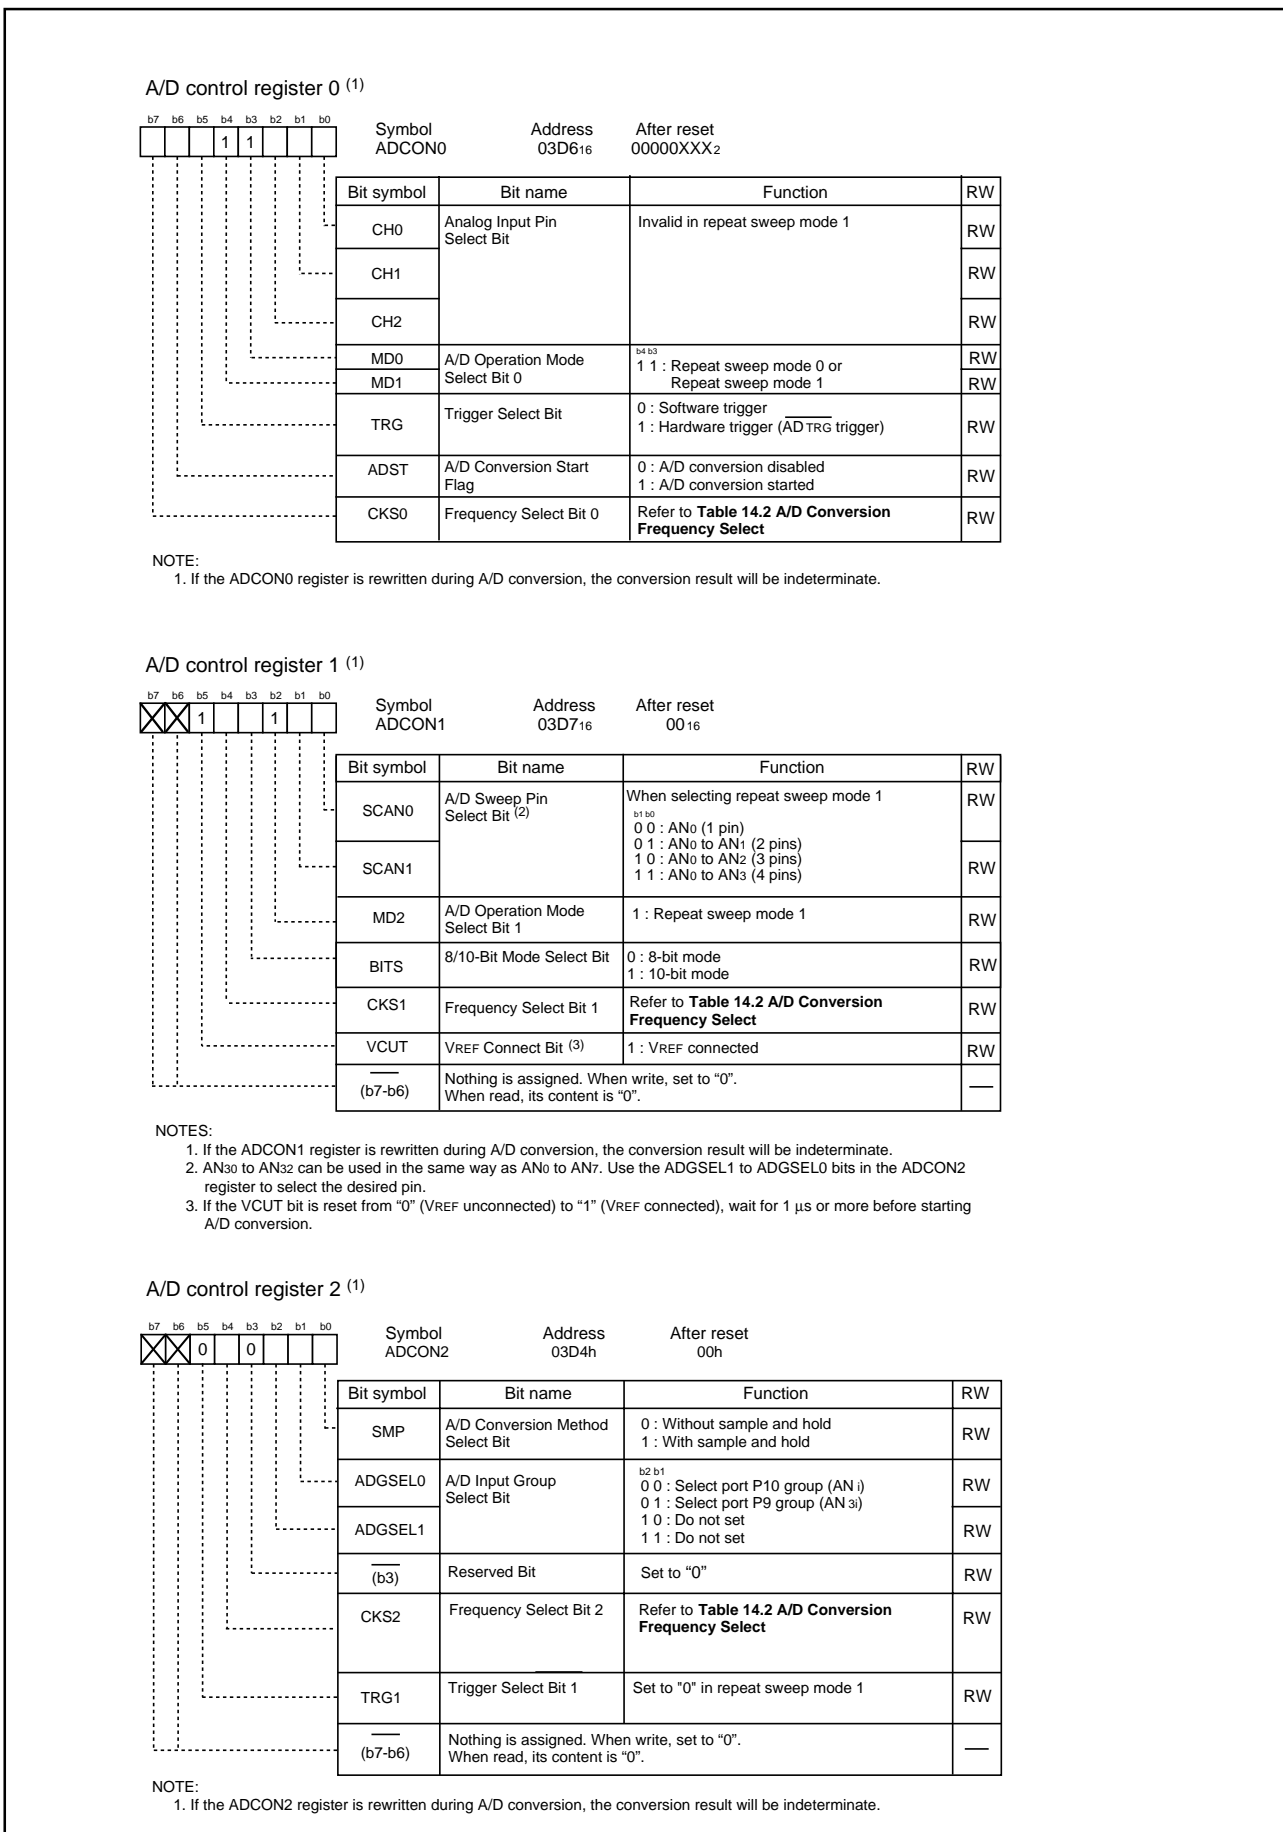 A/D control register 0 (1)
b7 b6 b5 b4 b3 b2 b1 b0
1 1
Symbol Address After reset
ADCON0 03D616 00000XXX2
Bit symbol Bit name Function RW
CH0 Analog Input Pin Select Bit Invalid in repeat sweep mode 1 RW
CH1 RW
CH2 RW
MD0 A/D Operation Mode Select Bit 0 b4 b3 RW
1 1 : Repeat sweep mode 0 or
MD1 Repeat sweep mode 1 RW
TRG Trigger Select Bit 0 : Software trigger RW
1 : Hardware trigger (ADTRG trigger)
ADST A/D Conversion Start Flag 0 : A/D conversion disabled RW
1 : A/D conversion started
CKS0 Frequency Select Bit 0 Refer to Table 14.2 A/D Conversion Frequency Select RW
NOTE:
1. If the ADCON0 register is rewritten during A/D conversion, the conversion result will be indeterminate.
A/D control register 1 (1)
b7 b6 b5 b4 b3 b2 b1 b0
1 1
Symbol Address After reset
ADCON1 03D716 0016
Bit symbol Bit name Function RW
SCAN0 A/D Sweep Pin Select Bit (2) When selecting repeat sweep mode 1 RW
b1 b0
0 0 : AN0 (1 pin)
0 1 : AN0 to AN1 (2 pins)
1 0 : AN0 to AN2 (3 pins)
SCAN1 1 1 : AN0 to AN3 (4 pins) RW
MD2 A/D Operation Mode Select Bit 1 1 : Repeat sweep mode 1 RW
BITS 8/10-Bit Mode Select Bit 0 : 8-bit mode RW
1 : 10-bit mode
CKS1 Frequency Select Bit 1 Refer to Table 14.2 A/D Conversion Frequency Select RW
VCUT VREF Connect Bit (3) 1 : VREF connected RW
(b7-b6) Nothing is assigned. When write, set to “0”.
When read, its content is “0”.
NOTES:
1. If the ADCON1 register is rewritten during A/D conversion, the conversion result will be indeterminate.
2. AN30 to AN32 can be used in the same way as AN0 to AN7. Use the ADGSEL1 to ADGSEL0 bits in the ADCON2
register to select the desired pin.
3. If the VCUT bit is reset from “0” (VREF unconnected) to “1” (VREF connected), wait for 1 µs or more before starting
A/D conversion.
A/D control register 2 (1)
b7 b6 b5 b4 b3 b2 b1 b0
0 0
Symbol Address After reset
ADCON2 03D4h 00h
Bit symbol Bit name Function RW
SMP A/D Conversion Method Select Bit 0 : Without sample and hold RW
1 : With sample and hold
ADGSEL0 A/D Input Group Select Bit b2 b1 RW
0 0 : Select port P10 group (ANi)
0 1 : Select port P9 group (AN3i)
1 0 : Do not set
ADGSEL1 1 1 : Do not set RW
(b3) Reserved Bit Set to “0” RW
CKS2 Frequency Select Bit 2 Refer to Table 14.2 A/D Conversion Frequency Select RW
TRG1 Trigger Select Bit 1 Set to "0" in repeat sweep mode 1 RW
(b7-b6) Nothing is assigned. When write, set to “0”.
When read, its content is “0”.
NOTE:
1. If the ADCON2 register is rewritten during A/D conversion, the conversion result will be indeterminate.